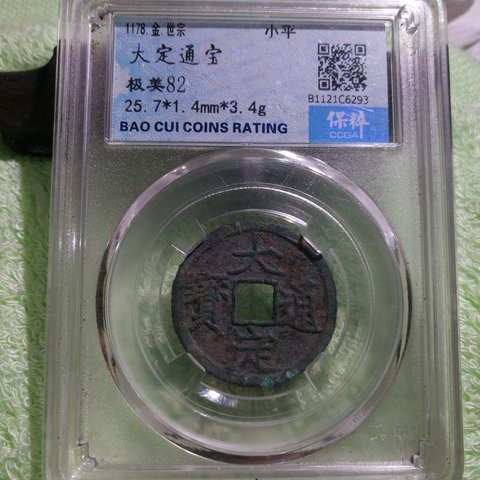 1178.金.世宗 小平
大定通宝
极美82
25.7*1.4mm*3.4g
B1121C6293
BAO CUI COINS RATING
保粹
CCGA
大定通寳